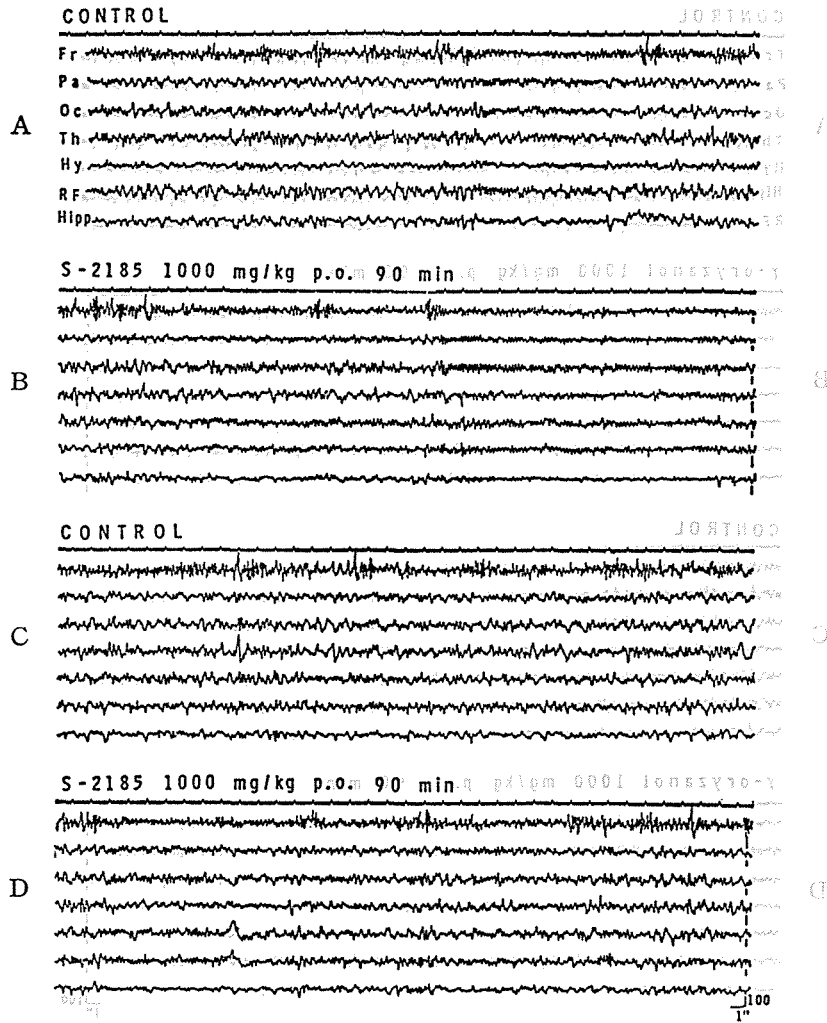 CONTROL
Fr
Pa
Oc
A
Th
Hy
RF
Hipp
S-2185 1000 mg/kg p.o. 90 min
B
CONTROL
C
S-2185 1000 mg/kg p.o. 90 min
D
100
1"